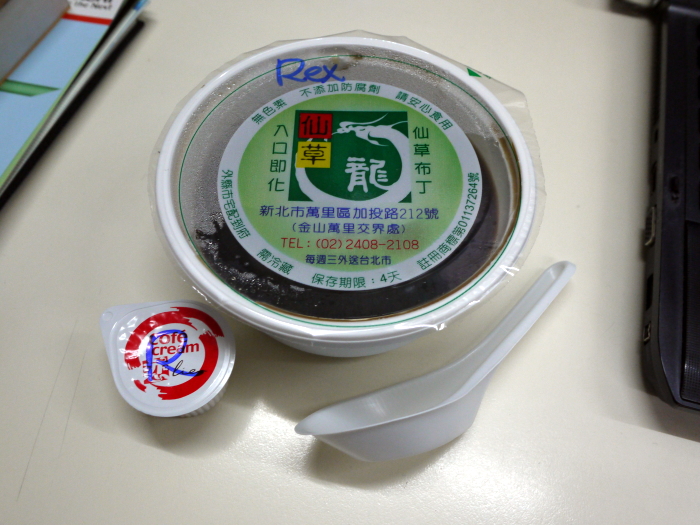 Rex
無色素 不添加防腐劑 請安心食用
入口即化
仙草
龍
仙草布丁
新北市萬里區加投路212號
(金山萬里交界處)
TEL:(02)2408-2108
每週三外送台北市
外縣市宅配到府
需冷藏 保存期限:4天
註冊商標第01137264號
café
cream
R
the Next